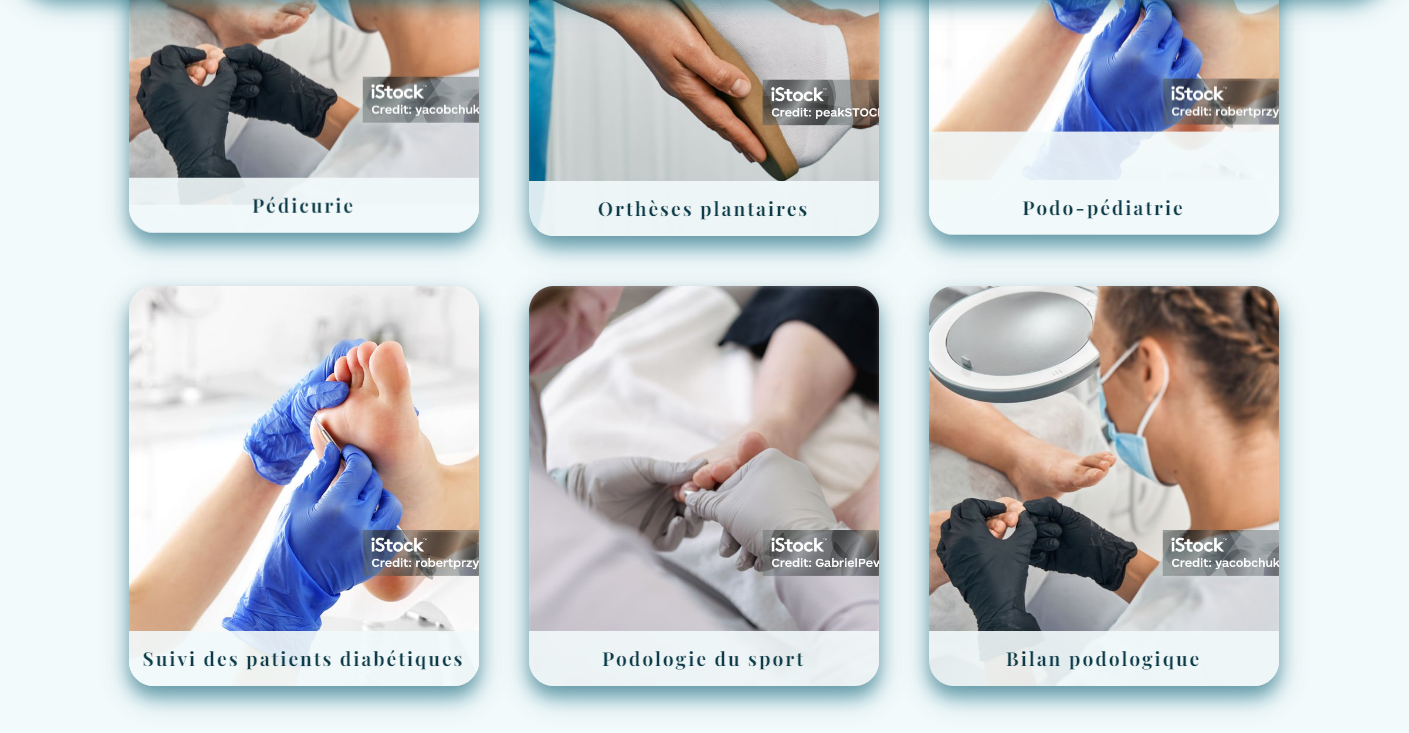 iStock
Credit: yacobchuk
iStock
Credit: peakSTOCK
iStock
Credit: robertprzy
Pédicurie
Orthèses plantaires
Podo-pédiatrie
iStock
Credit: robertprzy
iStock
Credit: GabrielPev
iStock
Credit: yacobchuk
Suivi des patients diabétiques
Podologie du sport
Bilan podologique